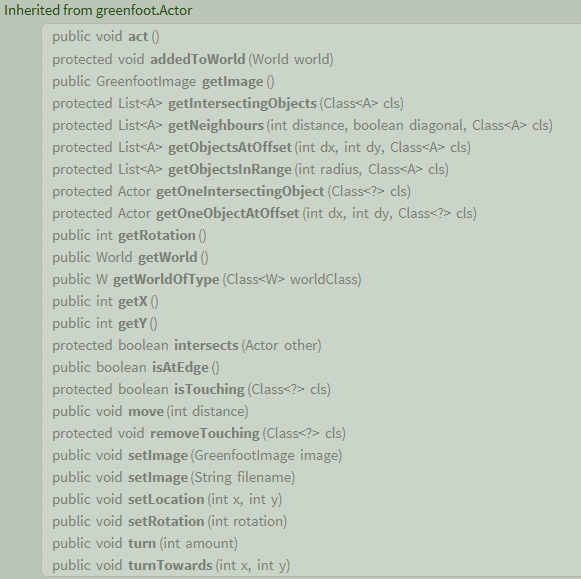 Inherited from greenfoot.Actor
public void act()
protected void addedToWorld(World world)
public GreenfootImage getImage()
protected List<A> getIntersectingObjects(Class<A> cls)
protected List<A> getNeighbours(int distance, boolean diagonal, Class<A> cls)
protected List<A> getObjectsAtOffset(int dx, int dy, Class<A> cls)
protected List<A> getObjectsInRange(int radius, Class<A> cls)
protected Actor getOneIntersectingObject(Class<?> cls)
protected Actor getOneObjectAtOffset(int dx, int dy, Class<?> cls)
public int getRotation()
public World getWorld()
public W getWorldOfType(Class<W> worldClass)
public int getX()
public int getY()
protected boolean intersects(Actor other)
public boolean isAtEdge()
protected boolean isTouching(Class<?> cls)
public void move(int distance)
protected void removeTouching(Class<?> cls)
public void setImage(GreenfootImage image)
public void setImage(String filename)
public void setLocation(int x, int y)
public void setRotation(int rotation)
public void turn(int amount)
public void turnTowards(int x, int y)